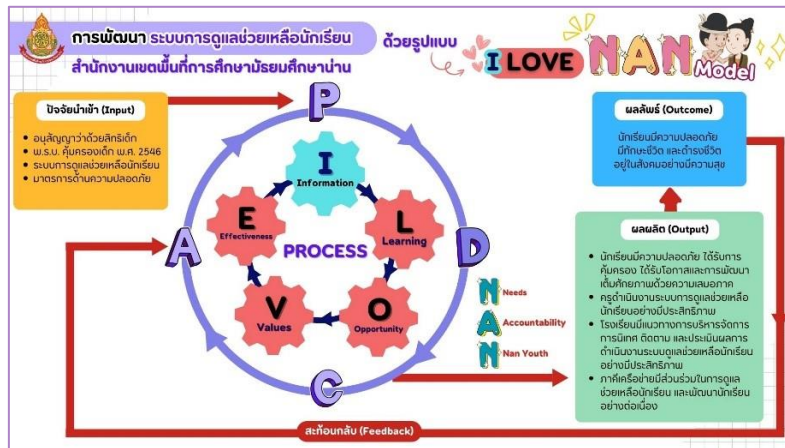 การพัฒนา ระบบการดูแลช่วยเหลือนักเรียน
สำนักงานเขตพื้นที่การศึกษามัธยมศึกษาน่าน
ด้วยรูปแบบ
I LOVE NAN Model
ปัจจัยนำเข้า (Input)
อนุสัญญาว่าด้วยสิทธิเด็ก
พ.ร.บ. คุ้มครองเด็ก พ.ศ. 2546
ระบบการดูแลช่วยเหลือนักเรียน
มาตรการด้านความปลอดภัย
P
D
C
A
I
Information
L
Learning
O
Opportunity
V
Values
E
Effectiveness
PROCESS
N Needs
A Accountability
N Nan Youth
ผลลัพธ์ (Outcome)
นักเรียนมีความปลอดภัย
มีทักษะชีวิต และดำรงชีวิต
อยู่ในสังคมอย่างมีความสุข
ผลผลิต (Output)
นักเรียนมีความปลอดภัย ได้รับการ
คุ้มครอง ได้รับโอกาสและการพัฒนา
เต็มศักยภาพด้วยความเสมอภาค
ครูดำเนินงานระบบการดูแลช่วยเหลือ
นักเรียนอย่างมีประสิทธิภาพ
โรงเรียนมีแนวทางการบริหารจัดการ
การนิเทศ ติดตาม และประเมินผลการ
ดำเนินงานระบบดูแลช่วยเหลือนักเรียน
อย่างมีประสิทธิภาพ
ภาคีเครือข่ายมีส่วนร่วมในการดูแล
ช่วยเหลือนักเรียน และพัฒนานักเรียน
อย่างต่อเนื่อง
สะท้อนกลับ (Feedback)